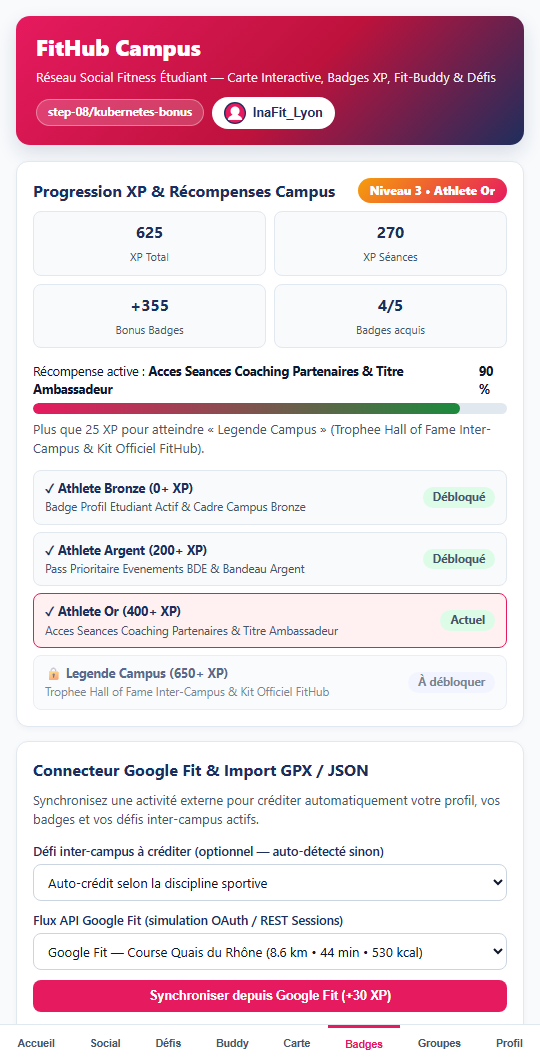 FitHub Campus
Réseau Social Fitness Étudiant — Carte Interactive, Badges XP, Fit-Buddy & Défis
step-08/kubernetes-bonus
InaFit_Lyon
Progression XP & Récompenses Campus
Niveau 3 • Athlete Or
625
XP Total
270
XP Séances
+355
Bonus Badges
4/5
Badges acquis
Récompense active : Acces Seances Coaching Partenaires & Titre
Ambassadeur
90
%
Plus que 25 XP pour atteindre « Legende Campus » (Trophee Hall of Fame Inter-
Campus & Kit Officiel FitHub).
✓ Athlete Bronze (0+ XP)
Badge Profil Etudiant Actif & Cadre Campus Bronze
Débloqué
✓ Athlete Argent (200+ XP)
Pass Prioritaire Evenements BDE & Bandeau Argent
Débloqué
✓ Athlete Or (400+ XP)
Acces Seances Coaching Partenaires & Titre Ambassadeur
Actuel
🔒 Legende Campus (650+ XP)
Trophee Hall of Fame Inter-Campus & Kit Officiel FitHub
À débloquer
Connecteur Google Fit & Import GPX / JSON
Synchronisez une activité externe pour créditer automatiquement votre profil, vos
badges et vos défis inter-campus actifs.
Défi inter-campus à créditer (optionnel — auto-détecté sinon)
Auto-crédit selon la discipline sportive
Flux API Google Fit (simulation OAuth / REST Sessions)
Google Fit — Course Quais du Rhône (8.6 km • 44 min • 530 kcal)
Synchroniser depuis Google Fit (+30 XP)
Accueil
Social
Défis
Buddy
Carte
Badges
Groupes
Profil